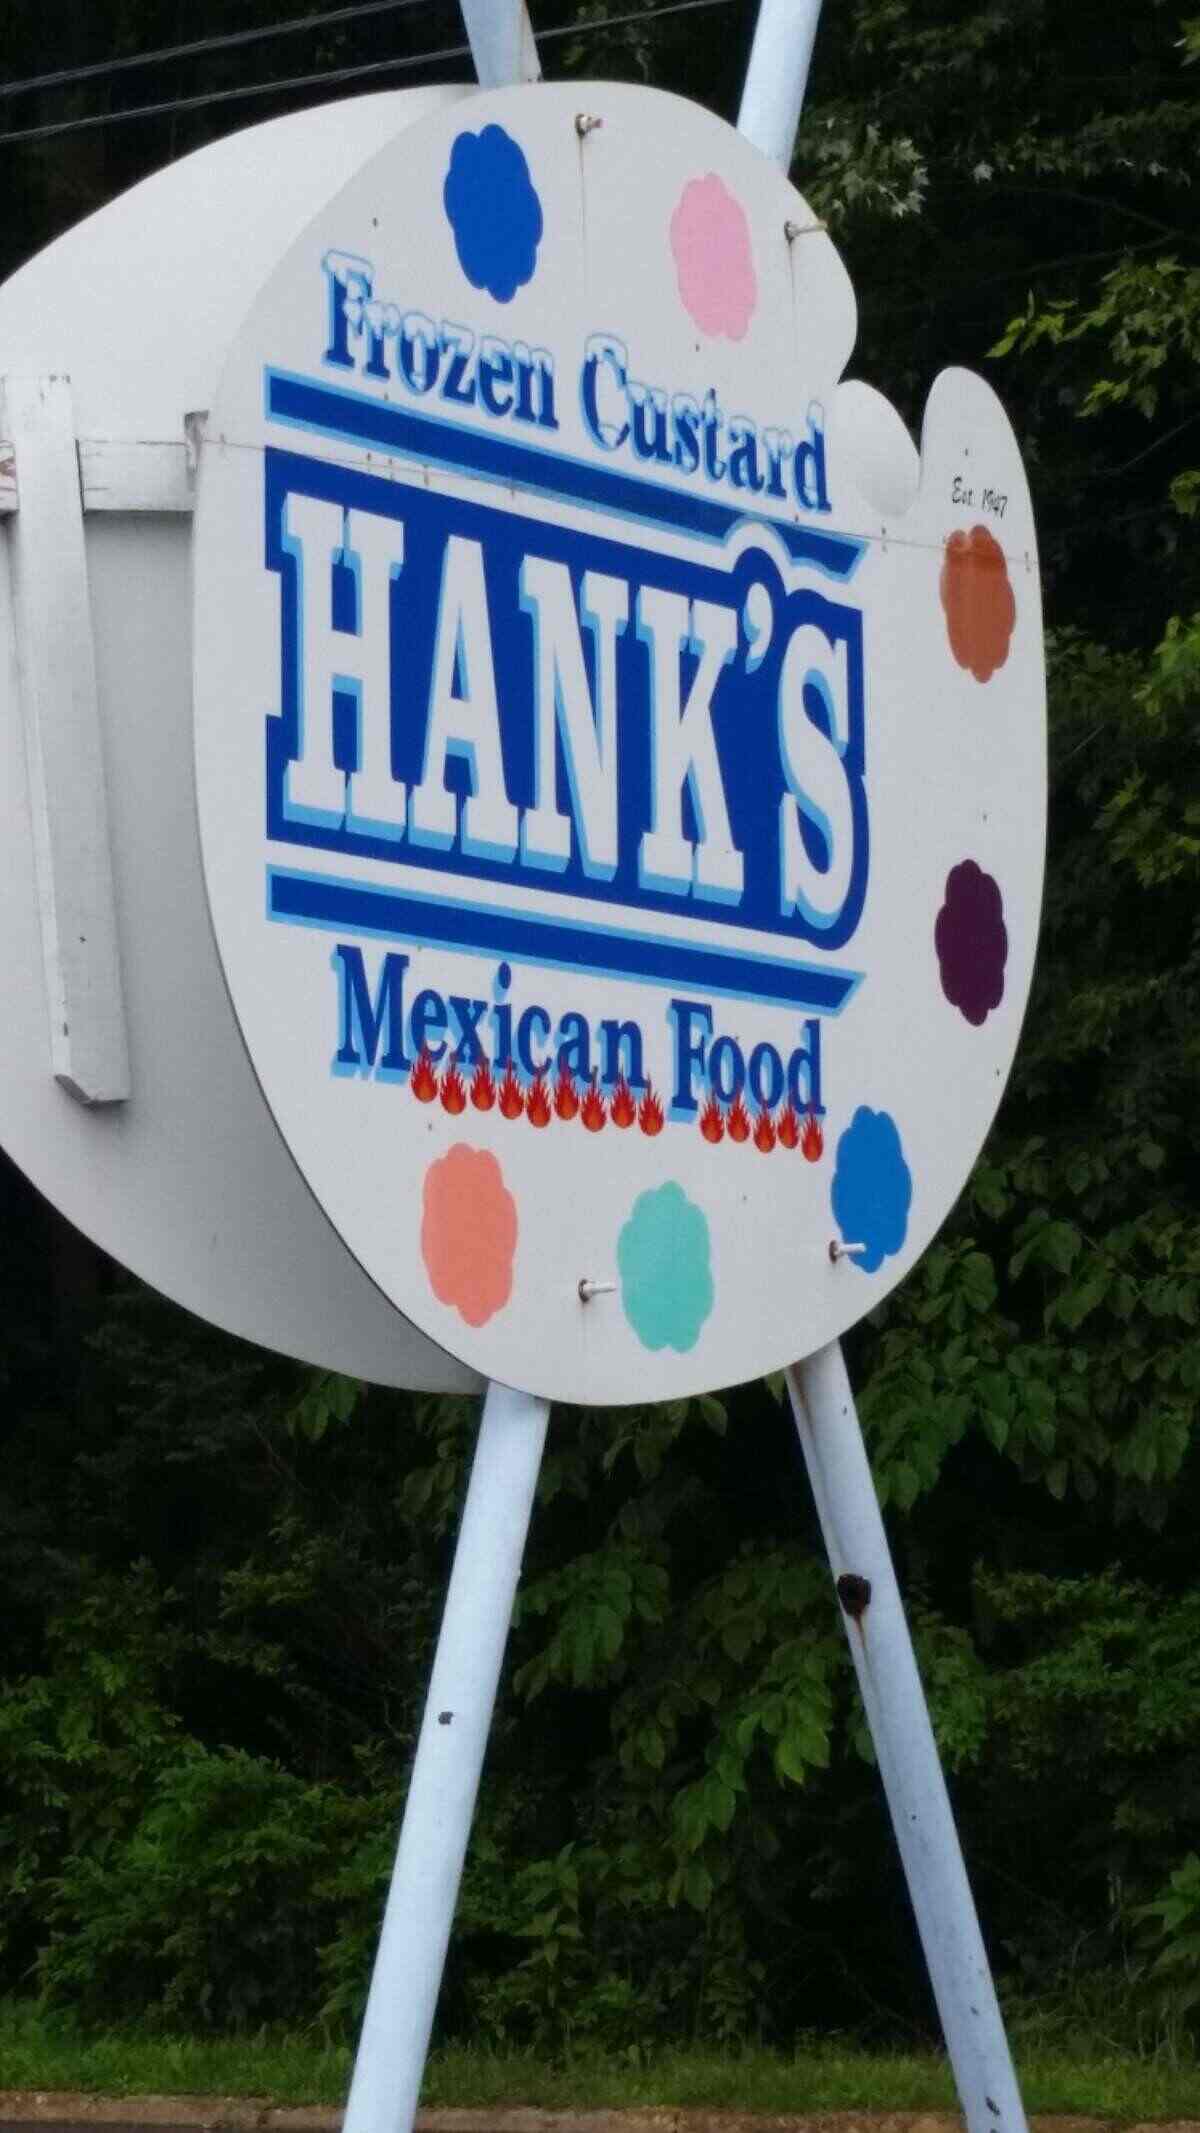 Frozen Custard
Est. 1947
HANK'S
Mexican Food